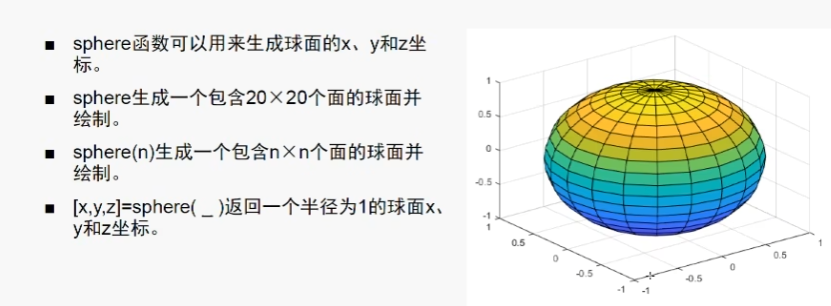 ■ sphere函数可以用来生成球面的x、y和z坐
标。
■ sphere生成一个包含20×20个面的球面并
绘制。
■ sphere(n)生成一个包含n×n个面的球面并
绘制。
■ [x,y,z]=sphere( _ )返回一个半径为1的球面x、
y和z坐标。
1
0.5
0
-0.5
-1
1
0.5
0
-0.5
-1
-1
-0.5
0
0.5
1